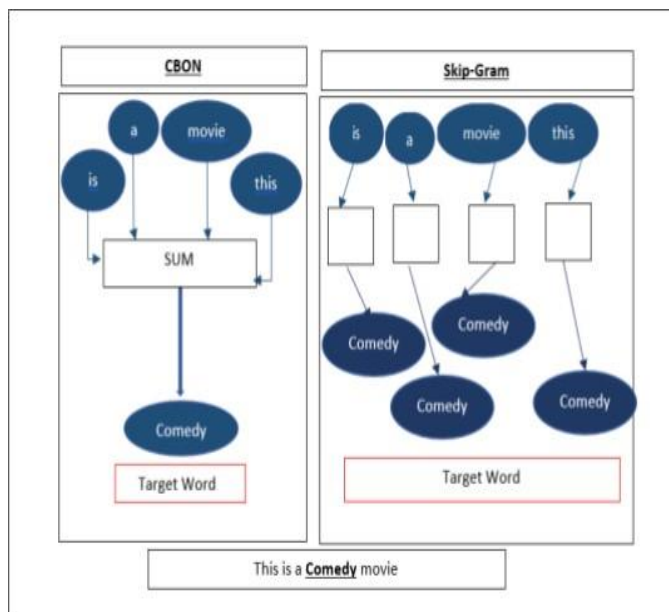 CBON
a
movie
is
this
SUM
Comedy
Target Word
Skip-Gram
is
a
movie
this
Comedy
Comedy
Comedy
Comedy
Target Word
This is a Comedy movie